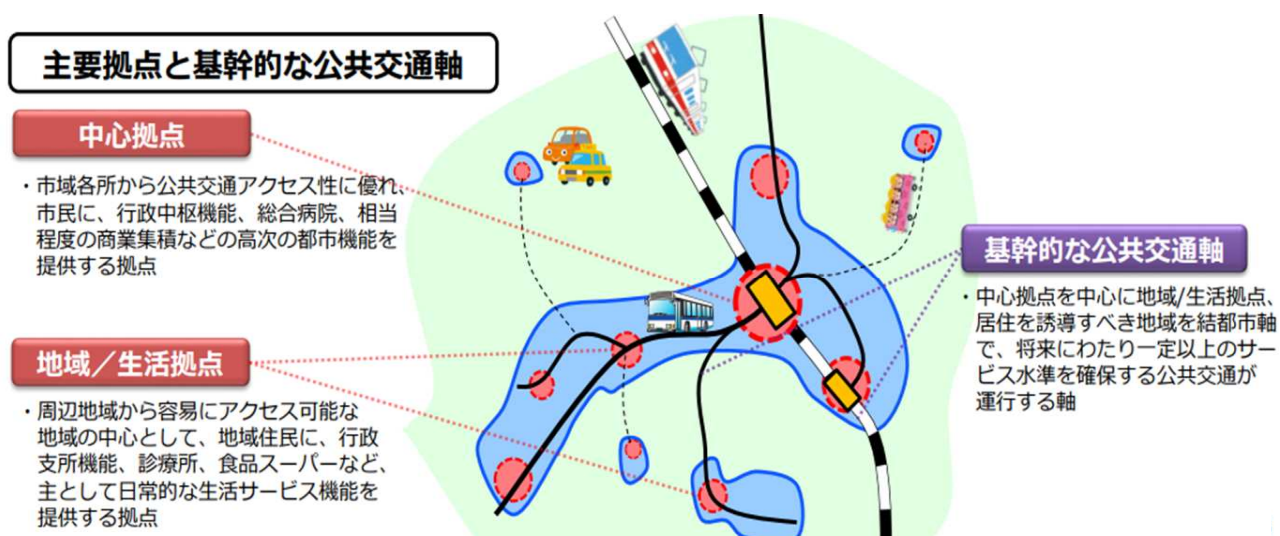 主要拠点と基幹的な公共交通軸
中心拠点
・市域各所から公共交通アクセス性に優れ、
市民に、行政中枢機能、総合病院、相当
程度の商業集積などの高次の都市機能を
提供する拠点
地域／生活拠点
・周辺地域から容易にアクセス可能な
地域の中心として、地域住民に、行政
支所機能、診療所、食品スーパーなど、
主として日常的な生活サービス機能を
提供する拠点
基幹的な公共交通軸
・中心拠点を中心に地域/生活拠点、
居住を誘導すべき地域を結都市軸
で、将来にわたり一定以上のサー
ビス水準を確保する公共交通が
運行する軸